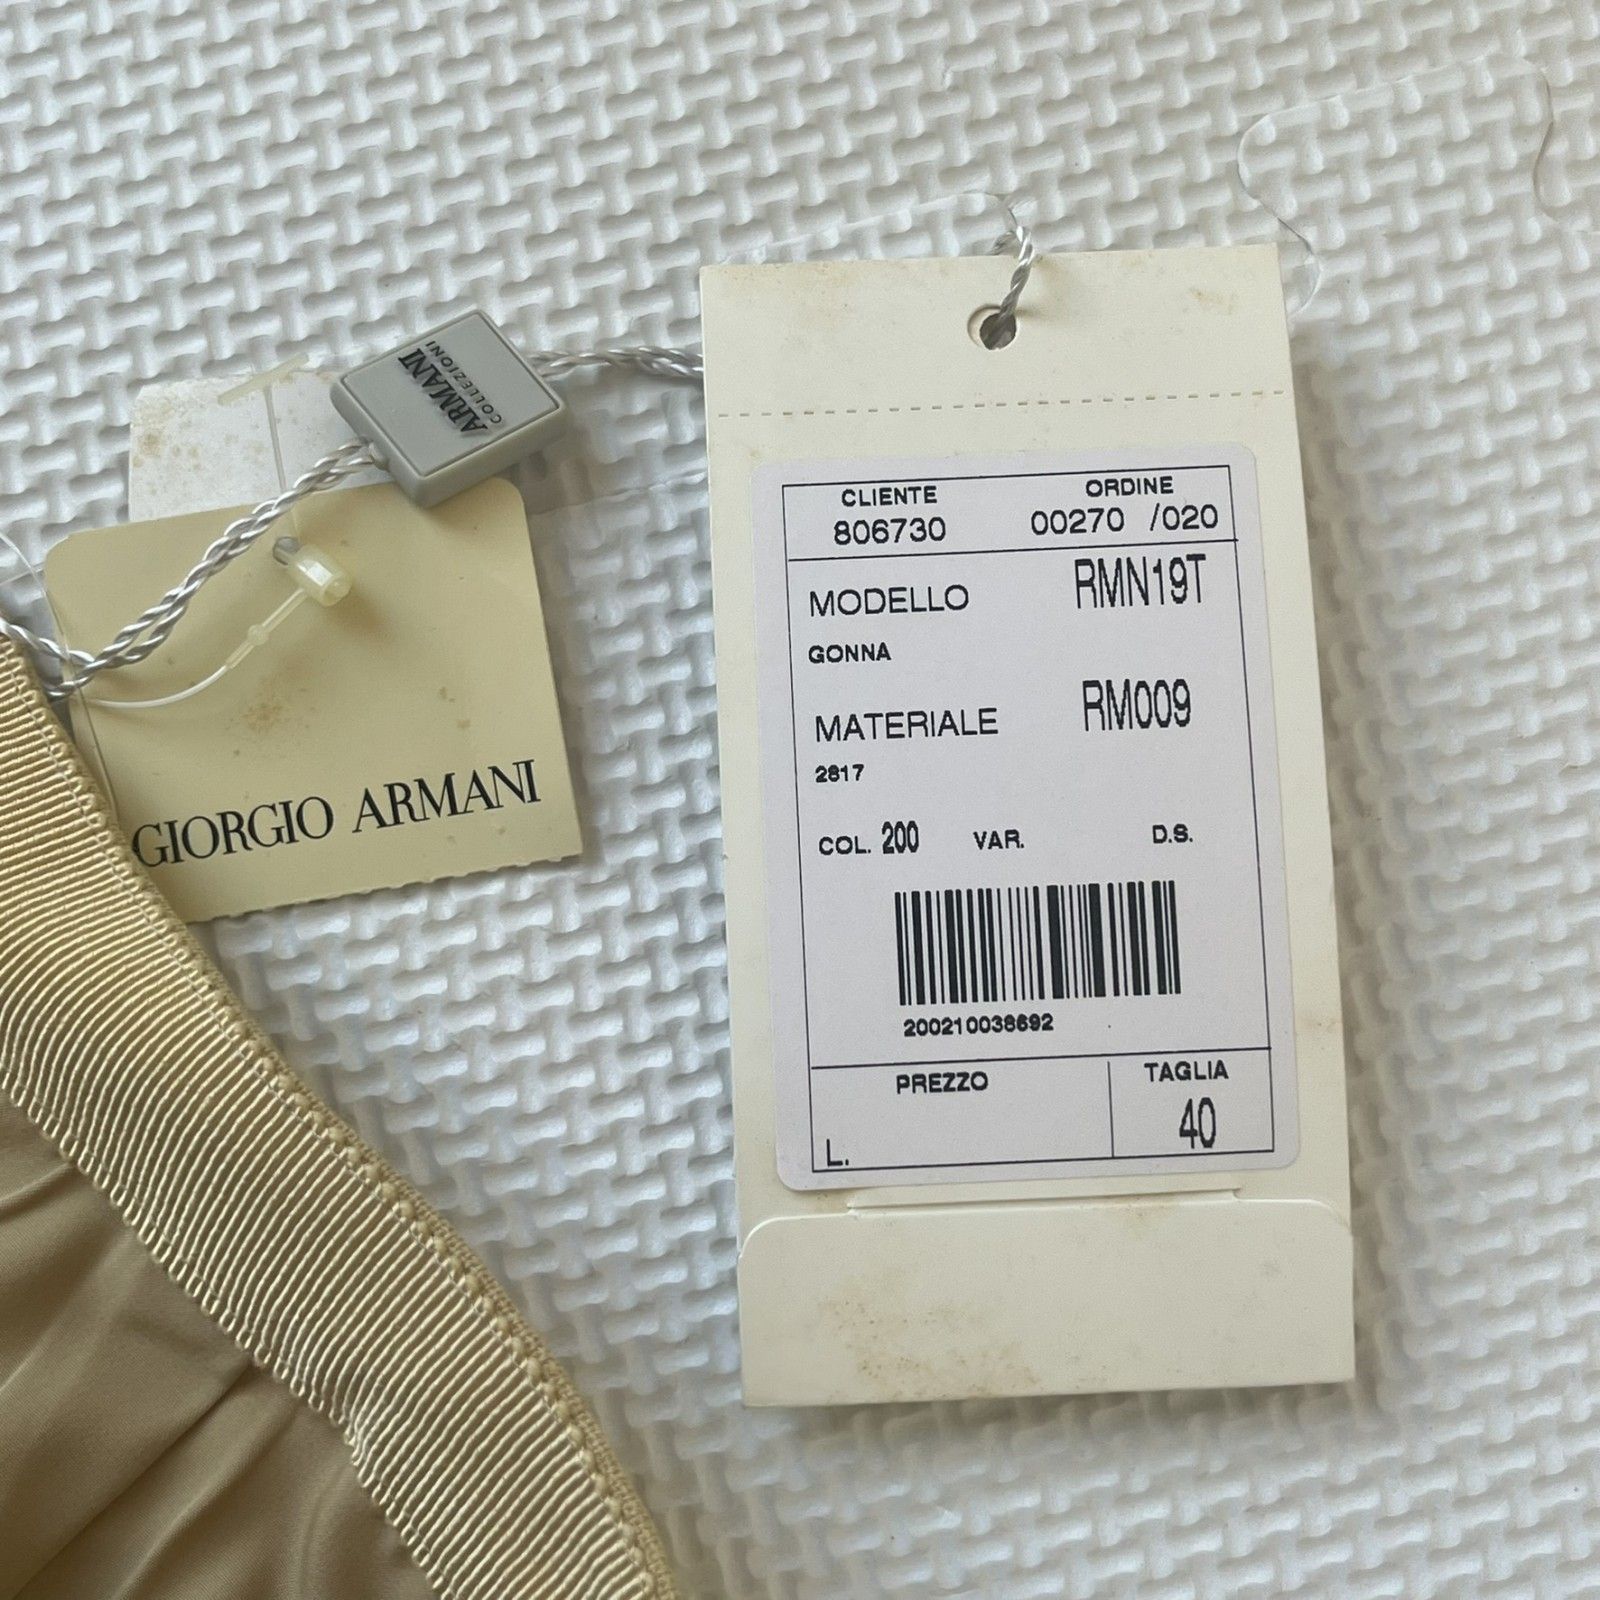 ARMANI
COLLEZIONI
GIORGIO ARMANI
CLIENTE ORDINE
806730 00270 /020
MODELLO RMN19T
GONNA
MATERIALE RM009
2817
COL. 200 VAR. D.S.
200210038692
PREZZO TAGLIA
L. 40